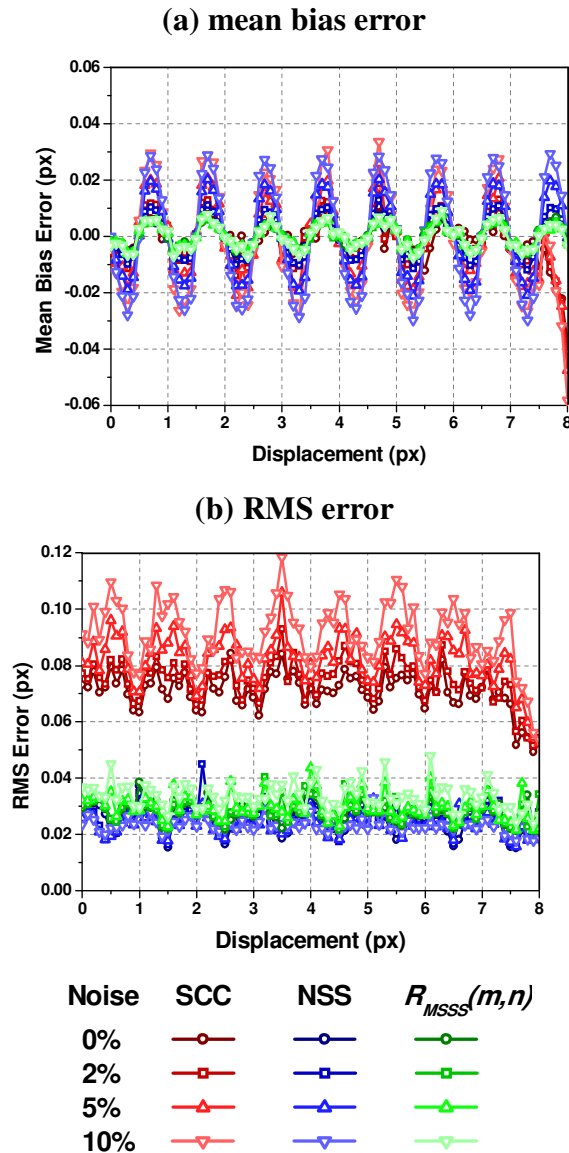 (a) mean bias error
0.06
0.04
0.02
0.00
-0.02
-0.04
-0.06
Mean Bias Error (px)
0 1 2 3 4 5 6 7 8
Displacement (px)
(b) RMS error
0.12
0.10
0.08
0.06
0.04
0.02
0.00
RMS Error (px)
0 1 2 3 4 5 6 7 8
Displacement (px)
Noise SCC NSS R_MSSS(m,n)
0%
2%
5%
10%